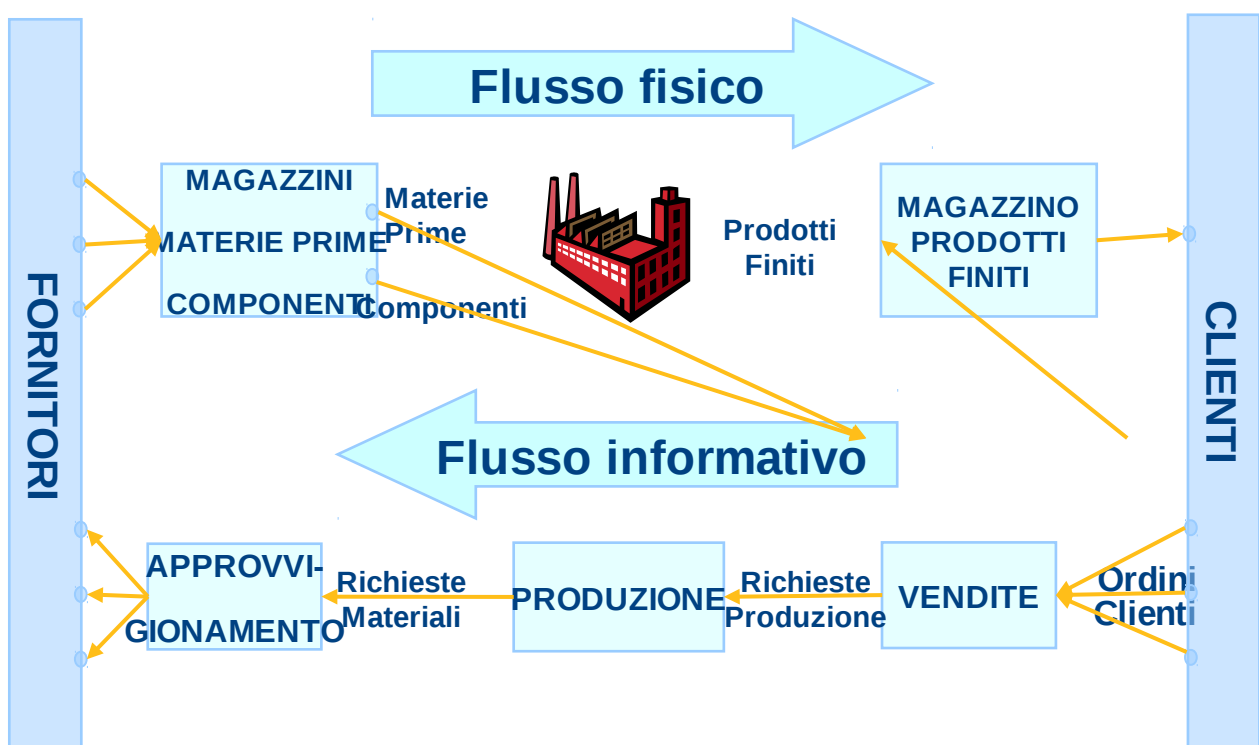 Flusso fisico
FORNITORI
MAGAZZINI
MATERIE PRIME
COMPONENTI
Materie
Prime
Componenti
Prodotti
Finiti
MAGAZZINO
PRODOTTI
FINITI
CLIENTI
Flusso informativo
APPROVVI-
GIONAMENTO
Richieste
Materiali
PRODUZIONE
Richieste
Produzione
VENDITE
Ordini
Clienti